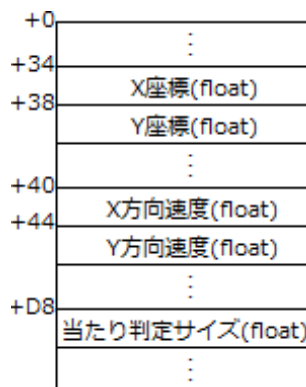 +0
⋮
+34
X座標(float)
+38
Y座標(float)
⋮
+40
X方向速度(float)
+44
Y方向速度(float)
⋮
+D8
当たり判定サイズ(float)
⋮